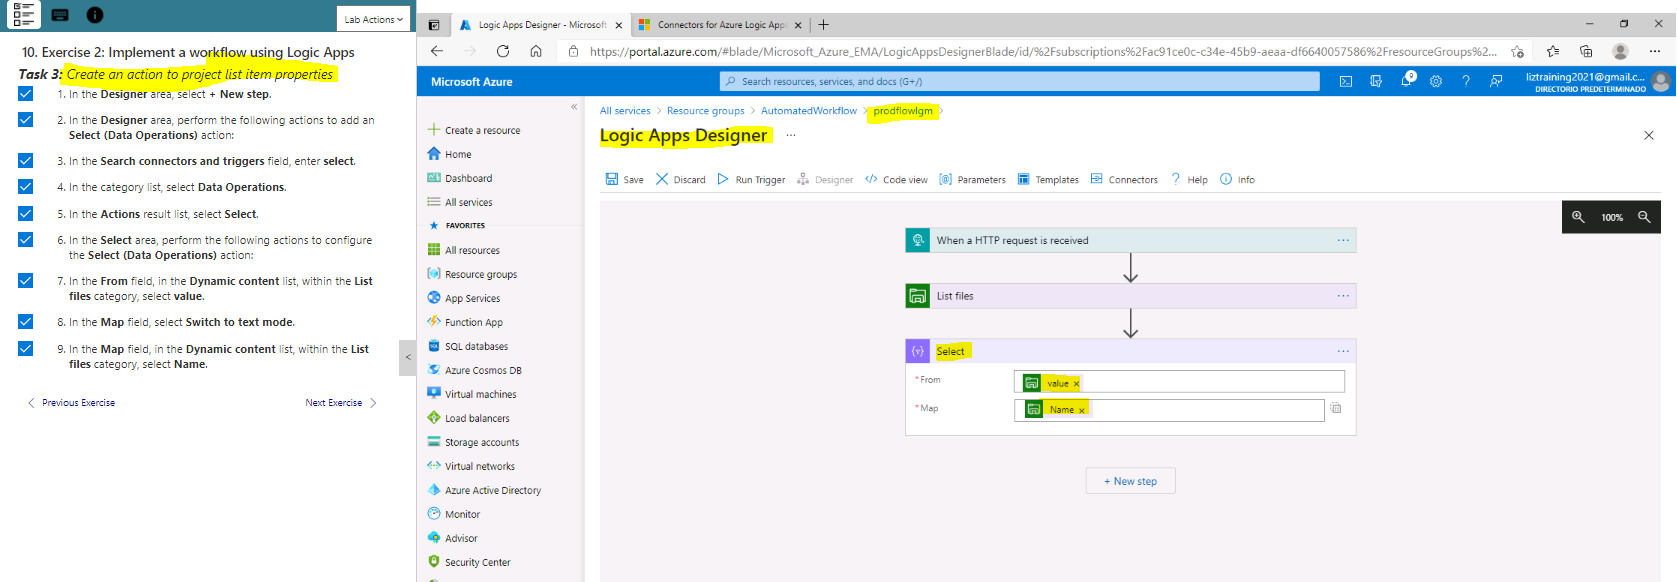 Lab Actions
10. Exercise 2: Implement a workflow using Logic Apps
Task 3: Create an action to project list item properties
1. In the Designer area, select + New step.
2. In the Designer area, perform the following actions to add an
Select (Data Operations) action:
3. In the Search connectors and triggers field, enter select.
4. In the category list, select Data Operations.
5. In the Actions result list, select Select.
6. In the Select area, perform the following actions to configure
the Select (Data Operations) action:
7. In the From field, in the Dynamic content list, within the List
files category, select value.
8. In the Map field, select Switch to text mode.
9. In the Map field, in the Dynamic content list, within the List
files category, select Name.
< Previous Exercise
Next Exercise >
<
Logic Apps Designer - Microsoft
Connectors for Azure Logic App
https://portal.azure.com/#blade/Microsoft_Azure_EMA/LogicAppsDesignerBlade/id/%2Fsubscriptions%2Fac91ce0c-c34e-45b9-aeaa-df6640057586%2FresourceGroups%2...
Microsoft Azure
Search resources, services, and docs (G+/)
9
liztraining2021@gmail.c...
DIRECTORIO PREDETERMINADO
«
Create a resource
Home
Dashboard
All services
FAVORITES
All resources
Resource groups
App Services
Function App
SQL databases
Azure Cosmos DB
Virtual machines
Load balancers
Storage accounts
Virtual networks
Azure Active Directory
Monitor
Advisor
Security Center
All services > Resource groups > AutomatedWorkflow > prodflowlgm >
Logic Apps Designer ...
Save
Discard
Run Trigger
Designer
Code view
Parameters
Templates
Connectors
Help
Info
100%
When a HTTP request is received ...
List files ...
Select ...
* From
value x
* Map
Name x
+ New step